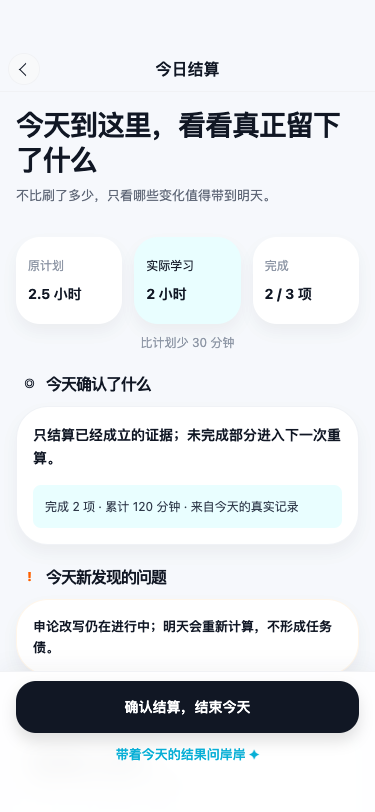 今日结算
今天到这里，看看真正留下
了什么
不比刷了多少，只看哪些变化值得带到明天。
原计划
2.5 小时
实际学习
2 小时
完成
2 / 3 项
比计划少 30 分钟
◎ 今天确认了什么
只结算已经成立的证据；未完成部分进入下一次重
算。
完成 2 项 · 累计 120 分钟 · 来自今天的真实记录
! 今天新发现的问题
申论改写仍在进行中；明天会重新计算，不形成任务
债。
确认结算，结束今天
带着今天的结果问岸岸 ✦